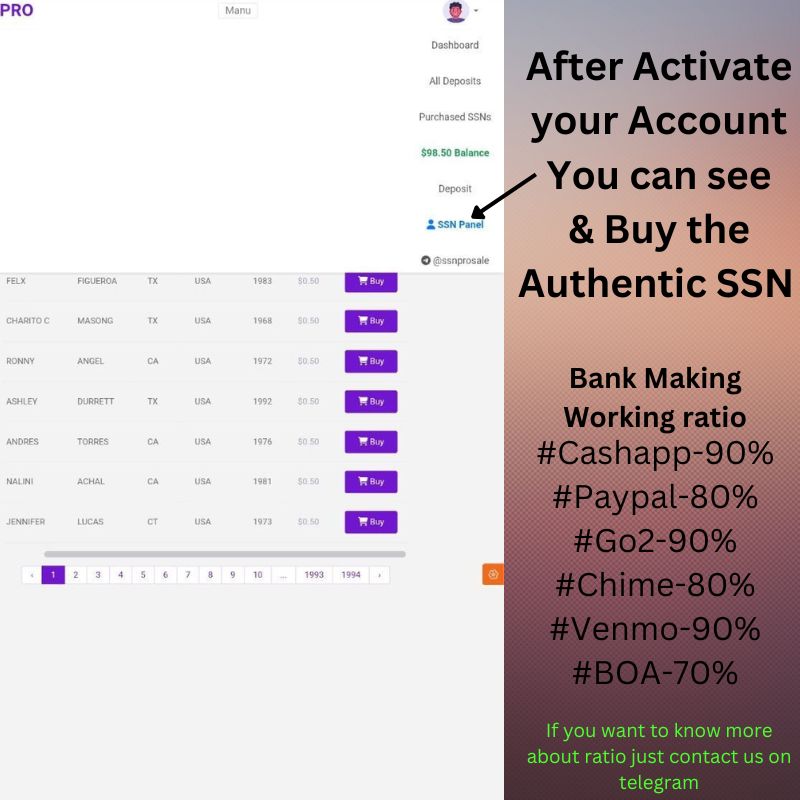 PRO
Manu
Dashboard
All Deposits
Purchased SSNs
$98.50 Balance
Deposit
SSN Panel
@ssnprosale
FELX FIGUEROA TX USA 1983 $0.50 Buy
CHARITO C MASONG TX USA 1968 $0.50 Buy
RONNY ANGEL CA USA 1972 $0.50 Buy
ASHLEY DURRETT TX USA 1992 $0.50 Buy
ANDRES TORRES CA USA 1976 $0.50 Buy
NALINI ACHAL CA USA 1981 $0.50 Buy
JENNIFER LUCAS CT USA 1973 $0.50 Buy
‹ 1 2 3 4 5 6 7 8 9 10 ... 1993 1994 ›
After Activate
your Account
You can see
& Buy the
Authentic SSN
Bank Making
Working ratio
#Cashapp-90%
#Paypal-80%
#Go2-90%
#Chime-80%
#Venmo-90%
#BOA-70%
If you want to know more
about ratio just contact us on
telegram